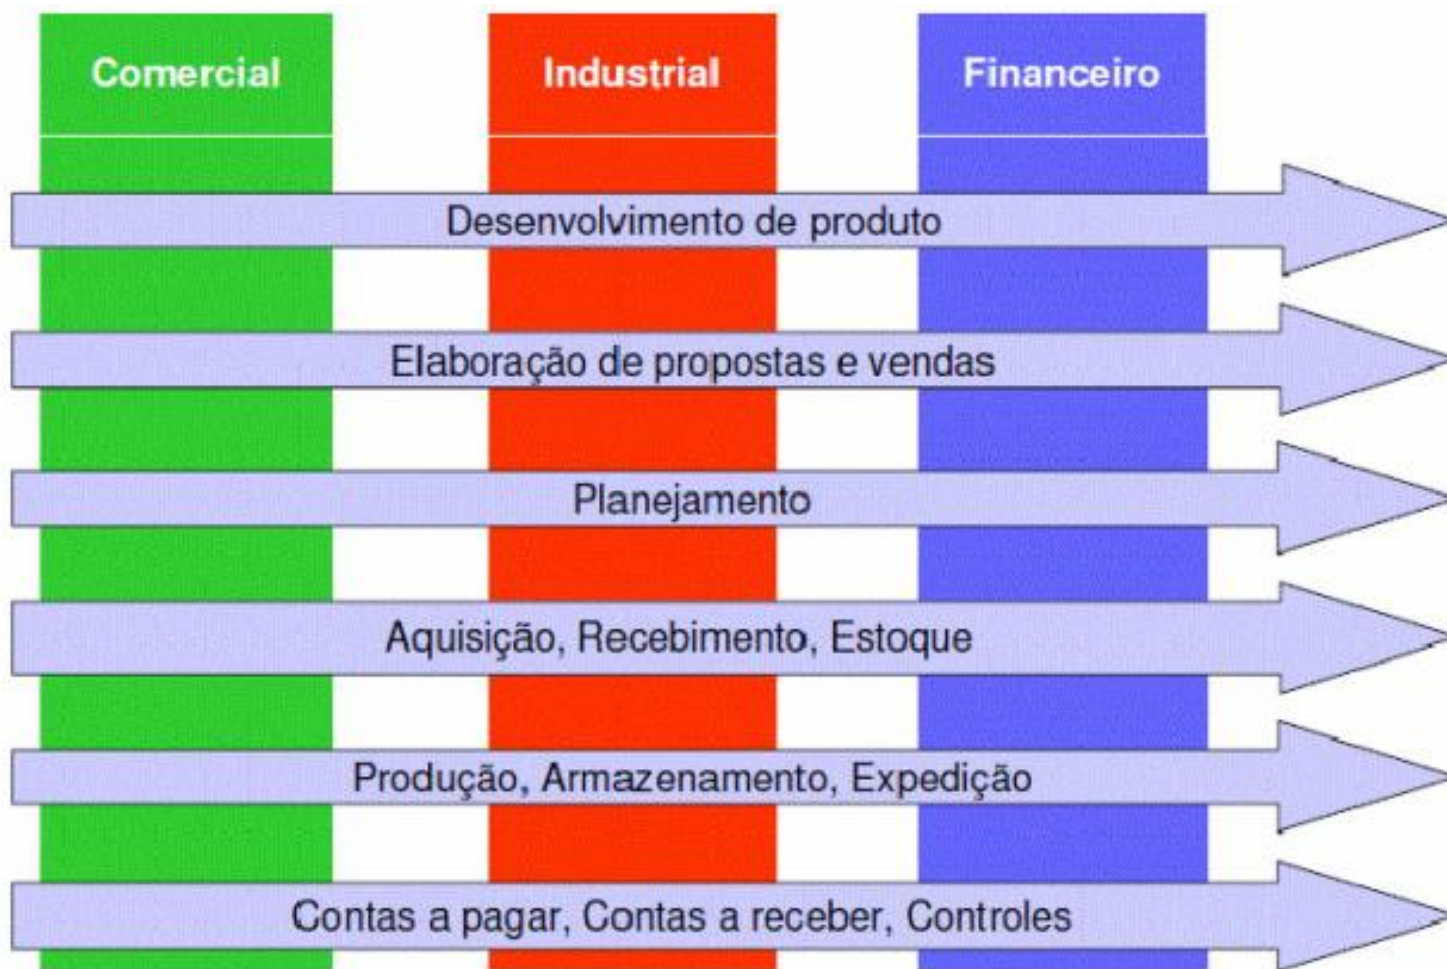 Comercial
Industrial
Financeiro
Desenvolvimento de produto
Elaboração de propostas e vendas
Planejamento
Aquisição, Recebimento, Estoque
Produção, Armazenamento, Expedição
Contas a pagar, Contas a receber, Controles